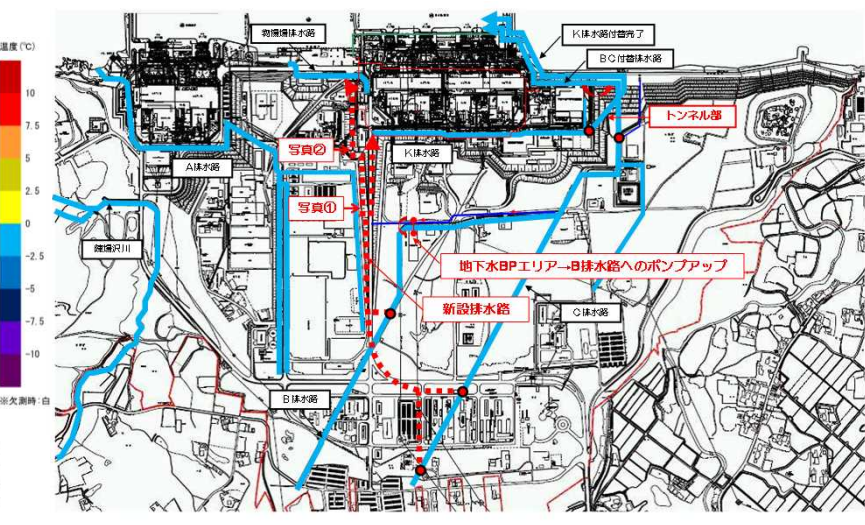 温度(℃)
10
7.5
5
2.5
0
-2.5
-5
-7.5
-10
※欠測時：白
物揚場排水路
K排水路付替完了
BC付替排水路
トンネル部
写真②
K排水路
A排水路
写真①
陳場沢川
地下水BPエリア→B排水路へのポンプアップ
新設排水路
C排水路
B排水路